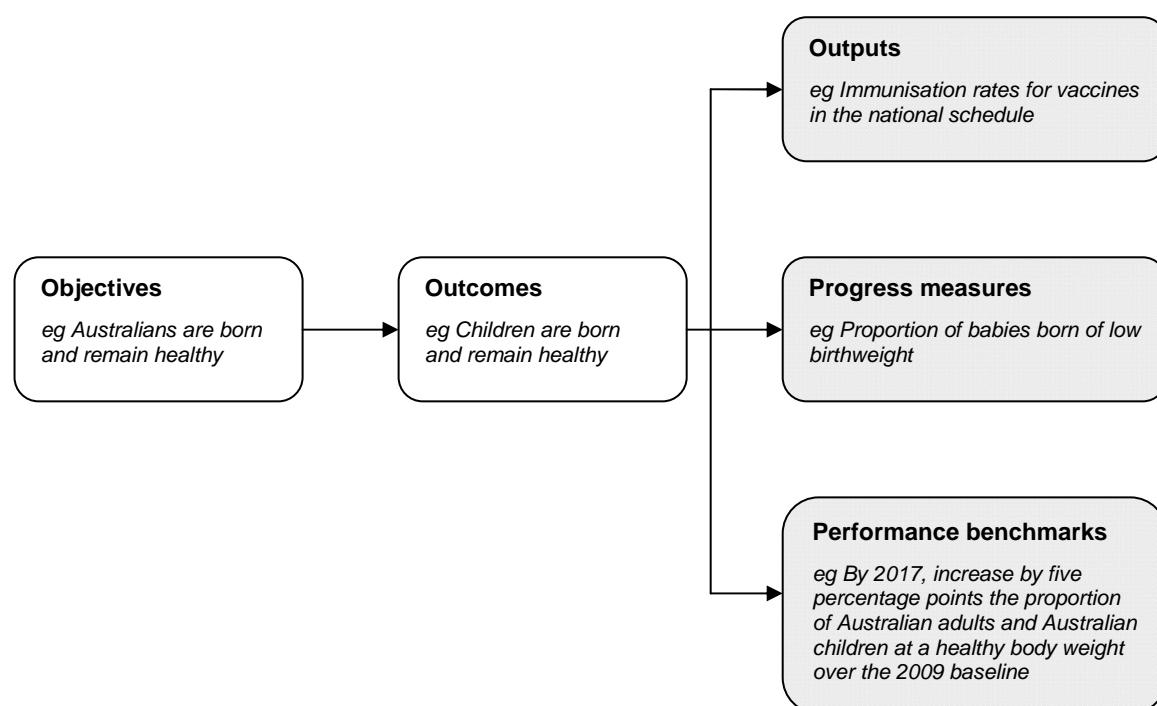 Outputs
eg Immunisation rates for vaccines
in the national schedule
Objectives
eg Australians are born
and remain healthy
Outcomes
eg Children are born
and remain healthy
Progress measures
eg Proportion of babies born of low
birthweight
Performance benchmarks
eg By 2017, increase by five
percentage points the proportion
of Australian adults and Australian
children at a healthy body weight
over the 2009 baseline